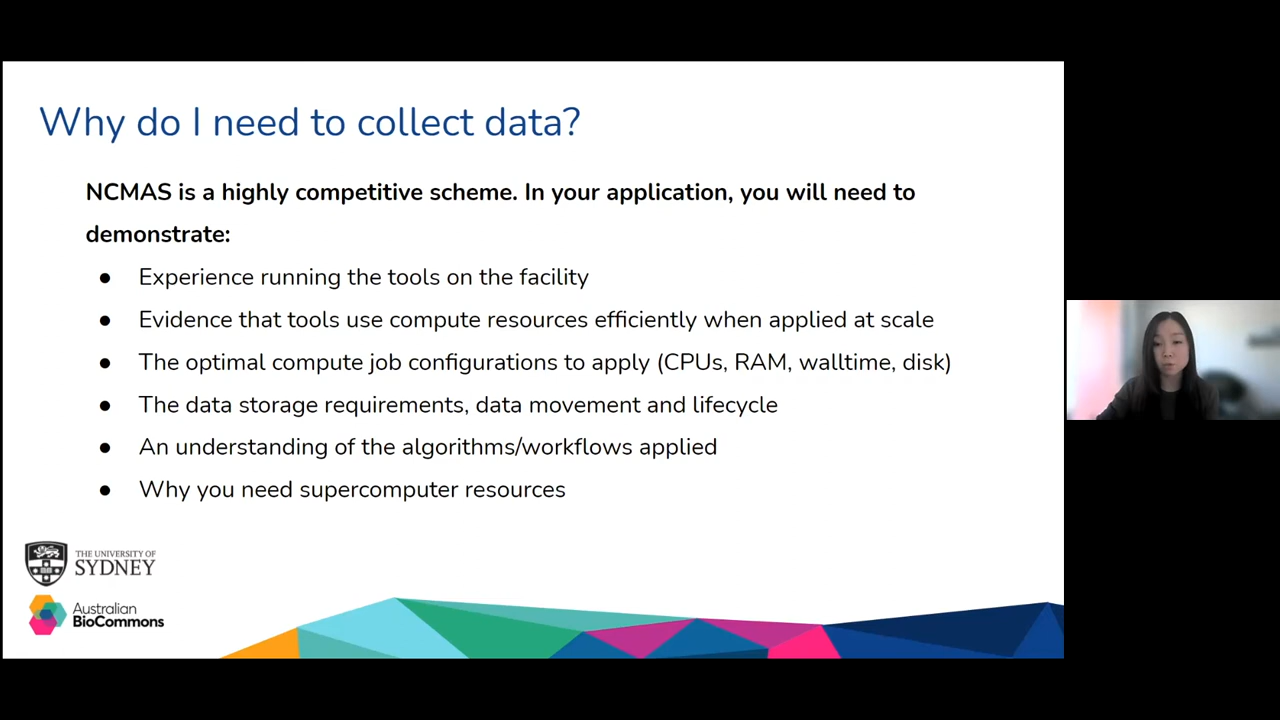 Why do I need to collect data?
NCMAS is a highly competitive scheme. In your application, you will need to
demonstrate:
● Experience running the tools on the facility
● Evidence that tools use compute resources efficiently when applied at scale
● The optimal compute job configurations to apply (CPUs, RAM, walltime, disk)
● The data storage requirements, data movement and lifecycle
● An understanding of the algorithms/workflows applied
● Why you need supercomputer resources
THE UNIVERSITY OF
SYDNEY
Australian
BioCommons